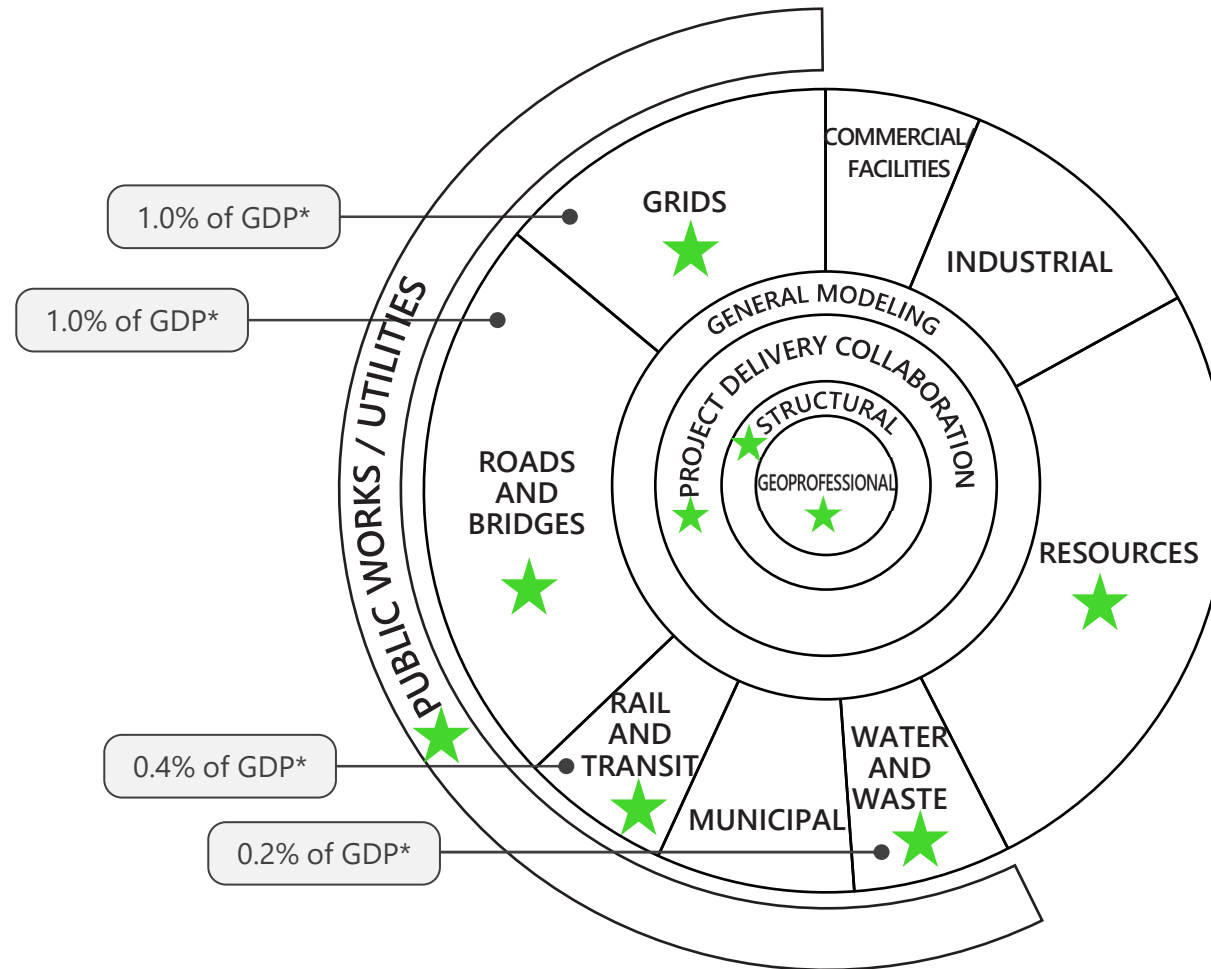 COMMERCIAL/
FACILITIES
GRIDS
1.0% of GDP*
INDUSTRIAL
GENERAL MODELING
1.0% of GDP*
PUBLIC WORKS / UTILITIES
PROJECT DELIVERY COLLABORATION
STRUCTURAL
ROADS
AND
BRIDGES
GEOPROFESSIONAL
RESOURCES
RAIL
AND
TRANSIT
WATER
AND
WASTE
0.4% of GDP*
MUNICIPAL
0.2% of GDP*